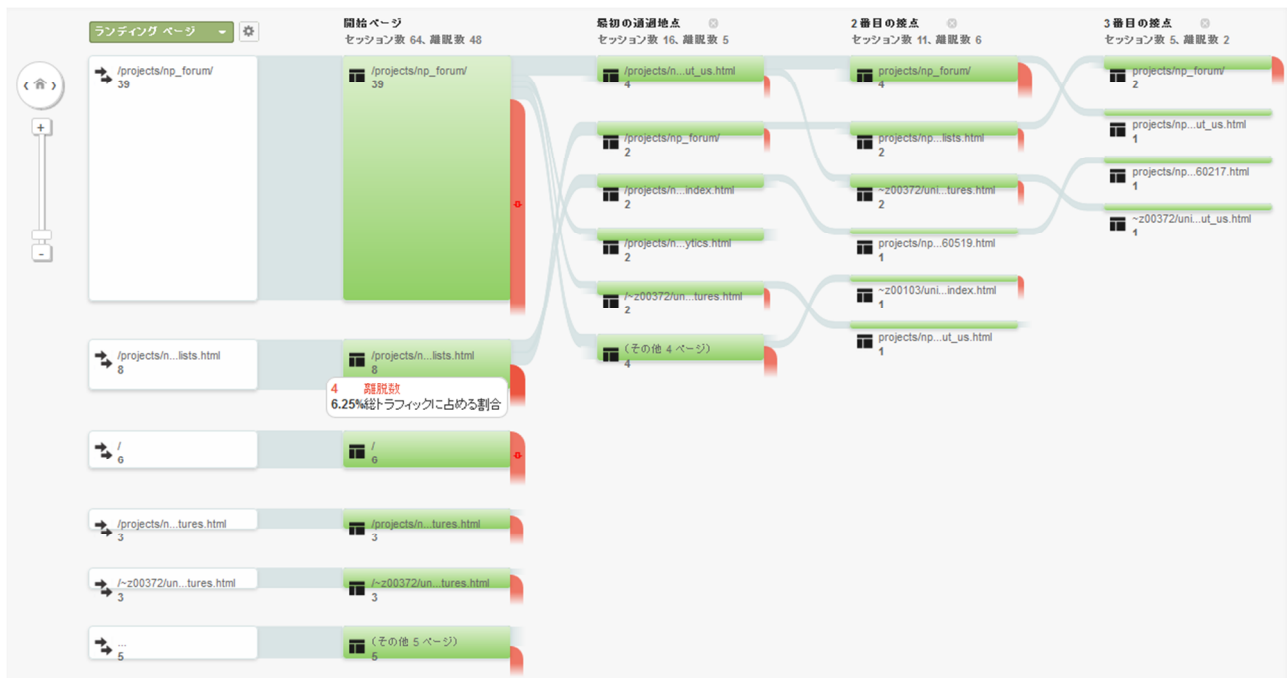 ランディング ページ
開始ページ
セッション数 64、離脱数 48
最初の通過地点
セッション数 16、離脱数 5
2番目の接点
セッション数 11、離脱数 6
3番目の接点
セッション数 5、離脱数 2
/projects/np_forum/
39
/projects/n...lists.html
8
/
6
/projects/n...tures.html
3
/~z00372/un...tures.html
3
...
5
/projects/np_forum/
39
/projects/n...lists.html
8
4 離脱数
6.25%総トラフィックに占める割合
/
6
/projects/n...tures.html
3
/~z00372/un...tures.html
3
(その他 5 ページ)
5
/projects/n...ut_us.html
4
/projects/np_forum/
2
/projects/n...index.html
2
/projects/n...ytics.html
2
/~z00372/un...tures.html
2
(その他 4 ページ)
4
projects/np_forum/
4
projects/np...lists.html
2
~z00372/uni...tures.html
2
projects/np...60519.html
1
~z00103/uni...index.html
1
projects/np...ut_us.html
1
projects/np_forum/
2
projects/np...ut_us.html
1
projects/np...60217.html
1
~z00372/uni...ut_us.html
1
+
-